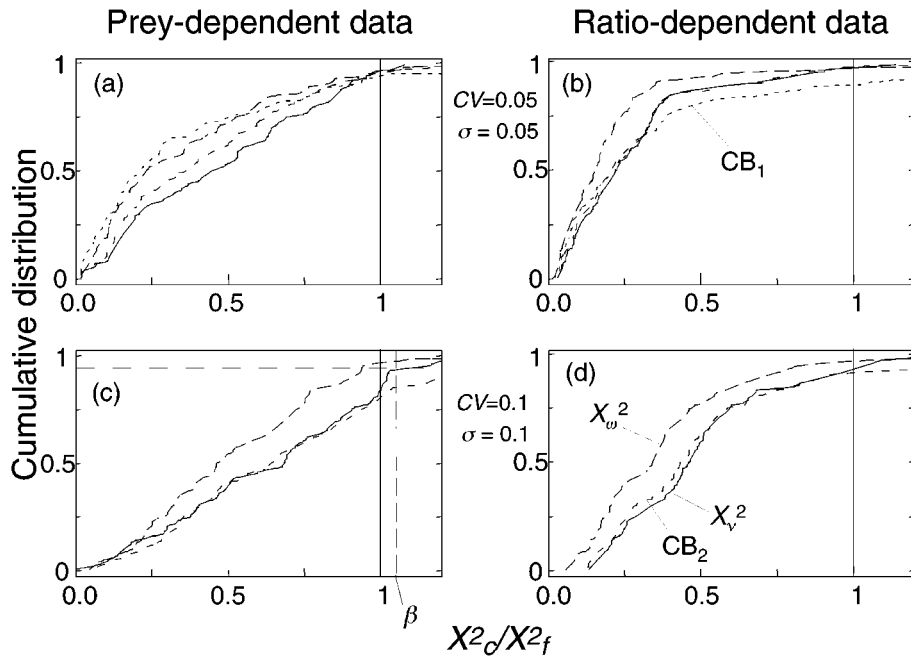 Prey-dependent data
Ratio-dependent data
Cumulative distribution
(a)
1
0.5
0
0.0
0.5
1
CV=0.05
σ = 0.05
(b)
CB₁
1
0.5
0
0.0
0.5
1
(c)
1
0.5
0
0.0
0.5
1
β
CV=0.1
σ = 0.1
(d)
X_ω²
X_ν²
CB₂
1
0.5
0
0.0
0.5
1
X²c/X²f